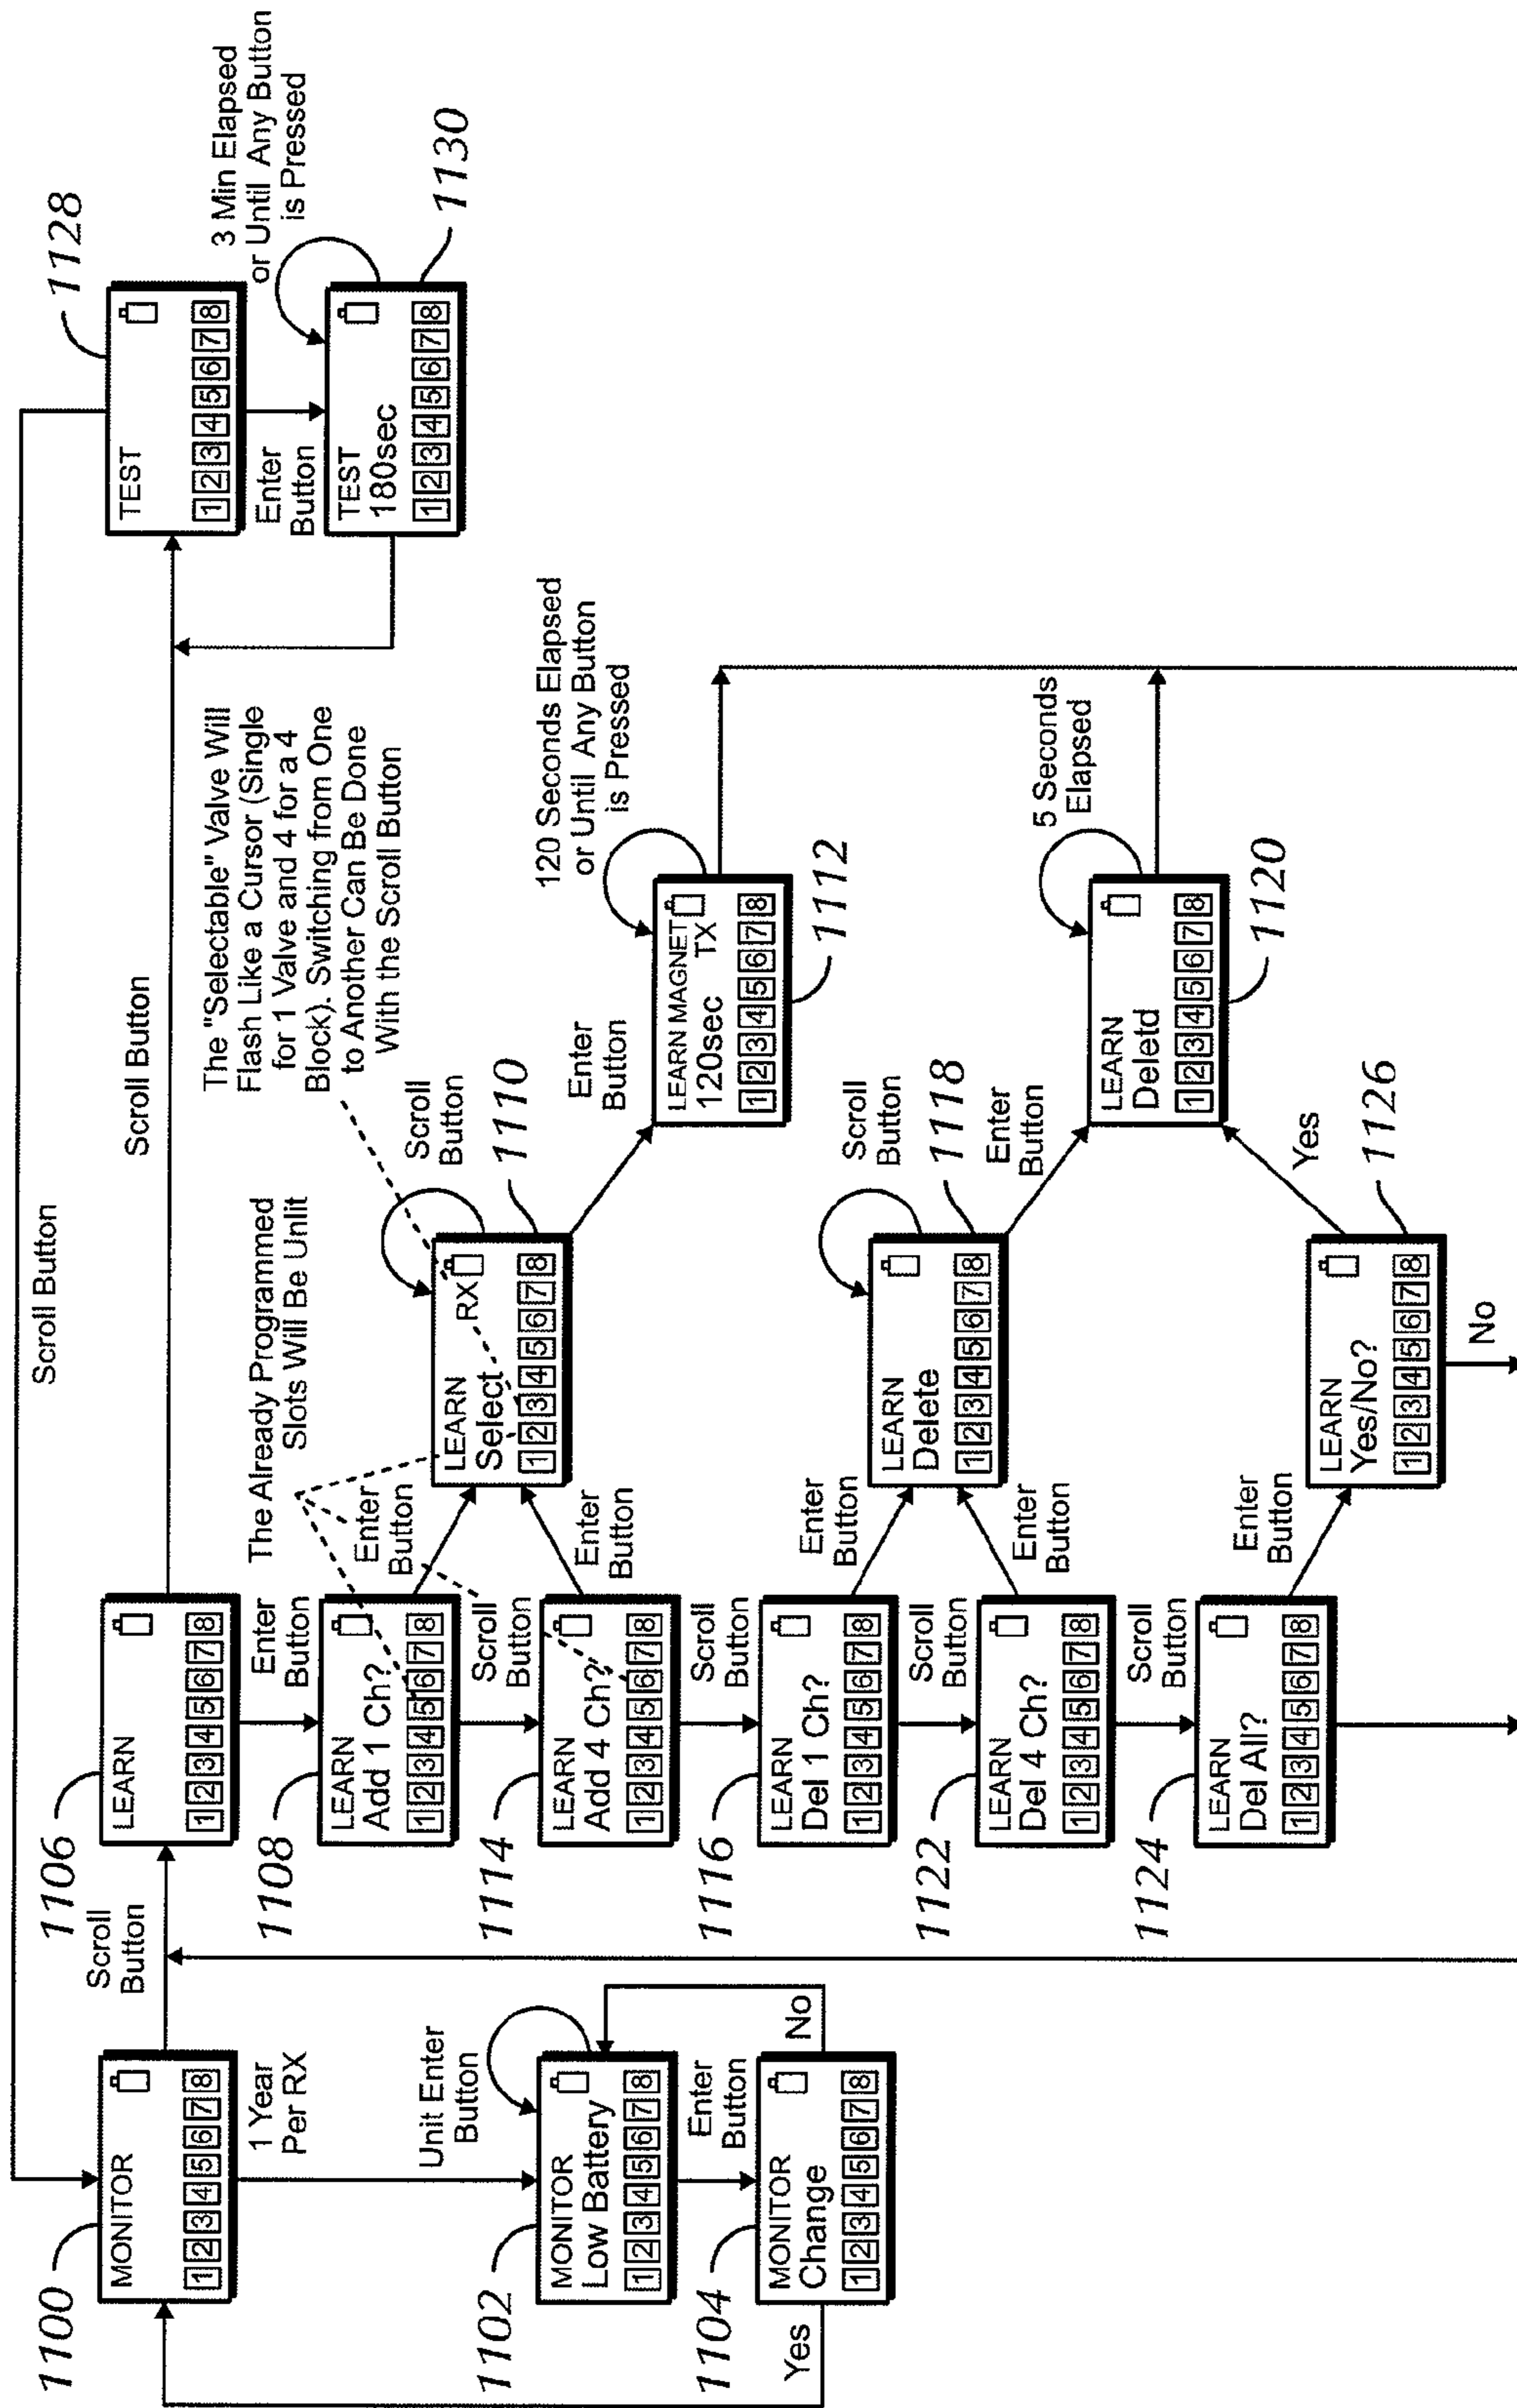 Scroll Button
1100
MONITOR
1 2 3 4 5 6 7 8
1 Year
Per RX
Unit Enter
Button
1102
MONITOR
Low Battery
1 2 3 4 5 6 7 8
Enter
Button
1104
MONITOR
Change
1 2 3 4 5 6 7 8
Yes
No
Scroll
Button
1106
LEARN
1 2 3 4 5 6 7 8
Enter
Button
1108
LEARN
Add 1 Ch?
1 2 3 4 5 6 7 8
Scroll
Button
1114
LEARN
Add 4 Ch?
1 2 3 4 5 6 7 8
Scroll
Button
1116
LEARN
Del 1 Ch?
1 2 3 4 5 6 7 8
Scroll
Button
1122
LEARN
Del 4 Ch?
1 2 3 4 5 6 7 8
Scroll
Button
1124
LEARN
Del All?
1 2 3 4 5 6 7 8
The Already Programmed
Slots Will Be Unlit
Enter
Button
Enter
Button
LEARN RX
Select
1 2 3 4 5 6 7 8
1110
Scroll
Button
The "Selectable" Valve Will
Flash Like a Cursor (Single
for 1 Valve and 4 for a 4
Block). Switching from One
to Another Can Be Done
With the Scroll Button
Enter
Button
LEARN MAGNET
120sec TX
1 2 3 4 5 6 7 8
1112
120 Seconds Elapsed
or Until Any Button
is Pressed
Enter
Button
Enter
Button
LEARN
Delete
1 2 3 4 5 6 7 8
1118
Scroll
Button
Enter
Button
LEARN
Deletd
1 2 3 4 5 6 7 8
1120
5 Seconds
Elapsed
Enter
Button
LEARN
Yes/No?
1 2 3 4 5 6 7 8
1126
Yes
No
Scroll Button
TEST
1 2 3 4 5 6 7 8
1128
Enter
Button
TEST
180sec
1 2 3 4 5 6 7 8
1130
3 Min Elapsed
or Until Any Button
is Pressed